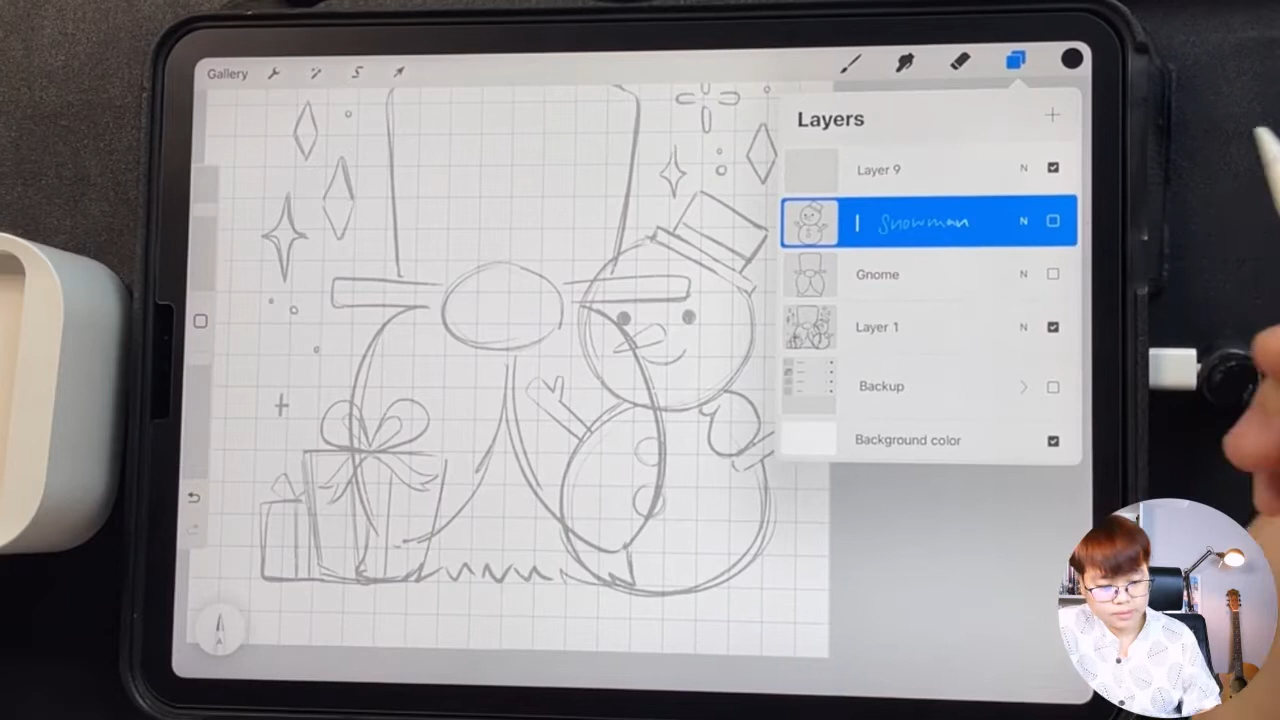 Gallery
Layers
Layer 9 N
Snowman N
Gnome N
Layer 1 N
Backup
Background color
A